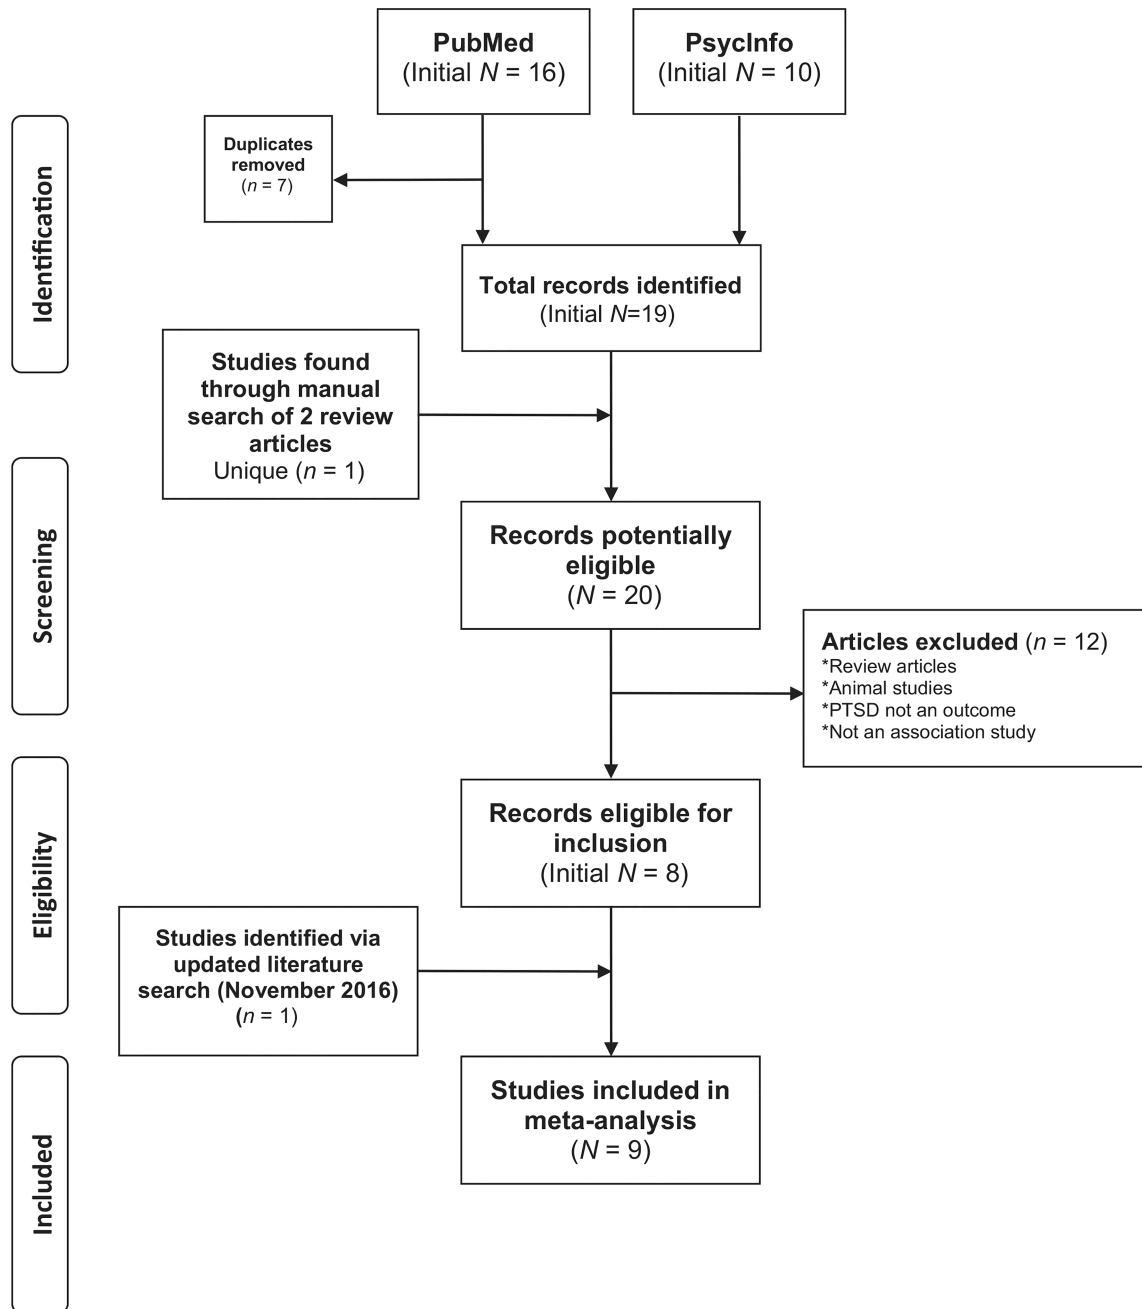 PubMed
(Initial N = 16)
PsycInfo
(Initial N = 10)
Identification
Duplicates
removed
(n = 7)
Total records identified
(Initial N=19)
Studies found
through manual
search of 2 review
articles
Unique (n = 1)
Screening
Records potentially
eligible
(N = 20)
Articles excluded (n = 12)
*Review articles
*Animal studies
*PTSD not an outcome
*Not an association study
Eligibility
Records eligible for
inclusion
(Initial N = 8)
Studies identified via
updated literature
search (November 2016)
(n = 1)
Included
Studies included in
meta-analysis
(N = 9)